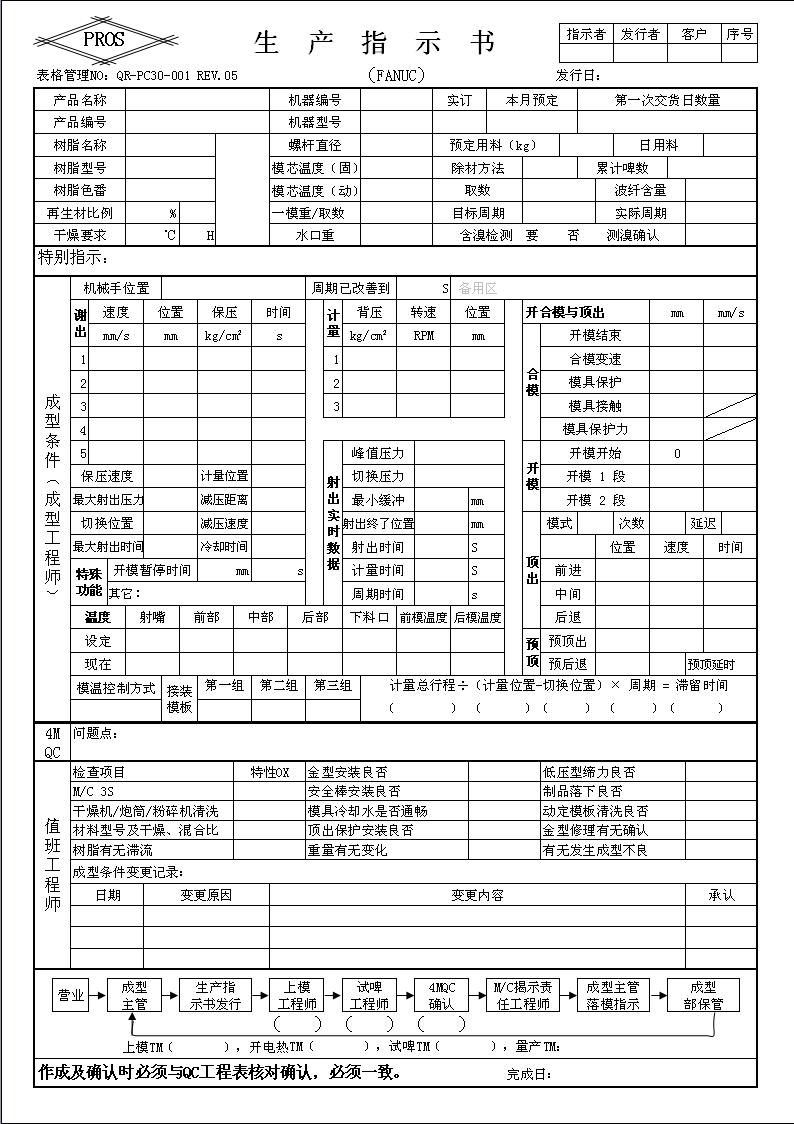 PROS
生 产 指 示 书
指示者 发行者 客户 序号
表格管理NO：QR-PC30-001 REV.05
（FANUC）
发行日：
产品名称 机器编号 实订 本月预定 第一次交货日数量
产品编号 机器型号
树脂名称 螺杆直径 预定用料（kg） 日用料
树脂型号 模芯温度（固） 除材方法 累计啤数
树脂色番 模芯温度（动） 取数 波纤含量
再生材比例 % 一模重/取数 目标周期 实际周期
干燥要求 ℃ H 水口重 含溴检测 要 否 测溴确认
特别指示：
成型条件（成型工程师）
机械手位置 周期已改善到 S 备用区
谢出 速度 位置 保压 时间 计量 背压 转速 位置 开合模与顶出 mm mm/s
mm/s mm kg/c㎡ s kg/c㎡ RPM mm 合模 开模结束
1 1 合模变速
2 2 模具保护
3 3 模具接触
4 模具保护力
5 射出实时数据 峰值压力 开模 开模开始 0
保压速度 计量位置 切换压力 开模 1 段
最大射出压力 减压距离 最小缓冲 mm 开模 2 段
切换位置 减压速度 射出终了位置 mm 顶出 模式 次数 延迟
最大射出时间 冷却时间 射出时间 S 位置 速度 时间
特殊功能 开模暂停时间 mm s 计量时间 S 前进
其它： 周期时间 s 中间
温度 射嘴 前部 中部 后部 下料口 前模温度 后模温度 后退
设定 预顶 预顶出
现在 预后退 预顶延时
模温控制方式 接装模板 第一组 第二组 第三组 计量总行程÷（计量位置-切换位置）× 周期 = 滞留时间
（ ） （ ） （ ） （ ） （ ）
4M QC 问题点：
值班工程师
检查项目 特性OX 金型安装良否 低压型缔力良否
M/C 3S 安全棒安装良否 制品落下良否
干燥机/炮筒/粉碎机清洗 模具冷却水是否通畅 动定模板清洗良否
材料型号及干燥、混合比 顶出保护安装良否 金型修理有无确认
树脂有无滞流 重量有无变化 有无发生成型不良
成型条件变更记录：
日期 变更原因 变更内容 承认
营业 成型主管 生产指示书发行 上模工程师 试啤工程师 4MQC确认 M/C揭示责任工程师 成型主管落模指示 成型部保管
（ ） （ ） （ ）
上模TM（ ），开电热TM（ ），试啤TM（ ），量产TM：
作成及确认时必须与QC工程表核对确认，必须一致。 完成日：